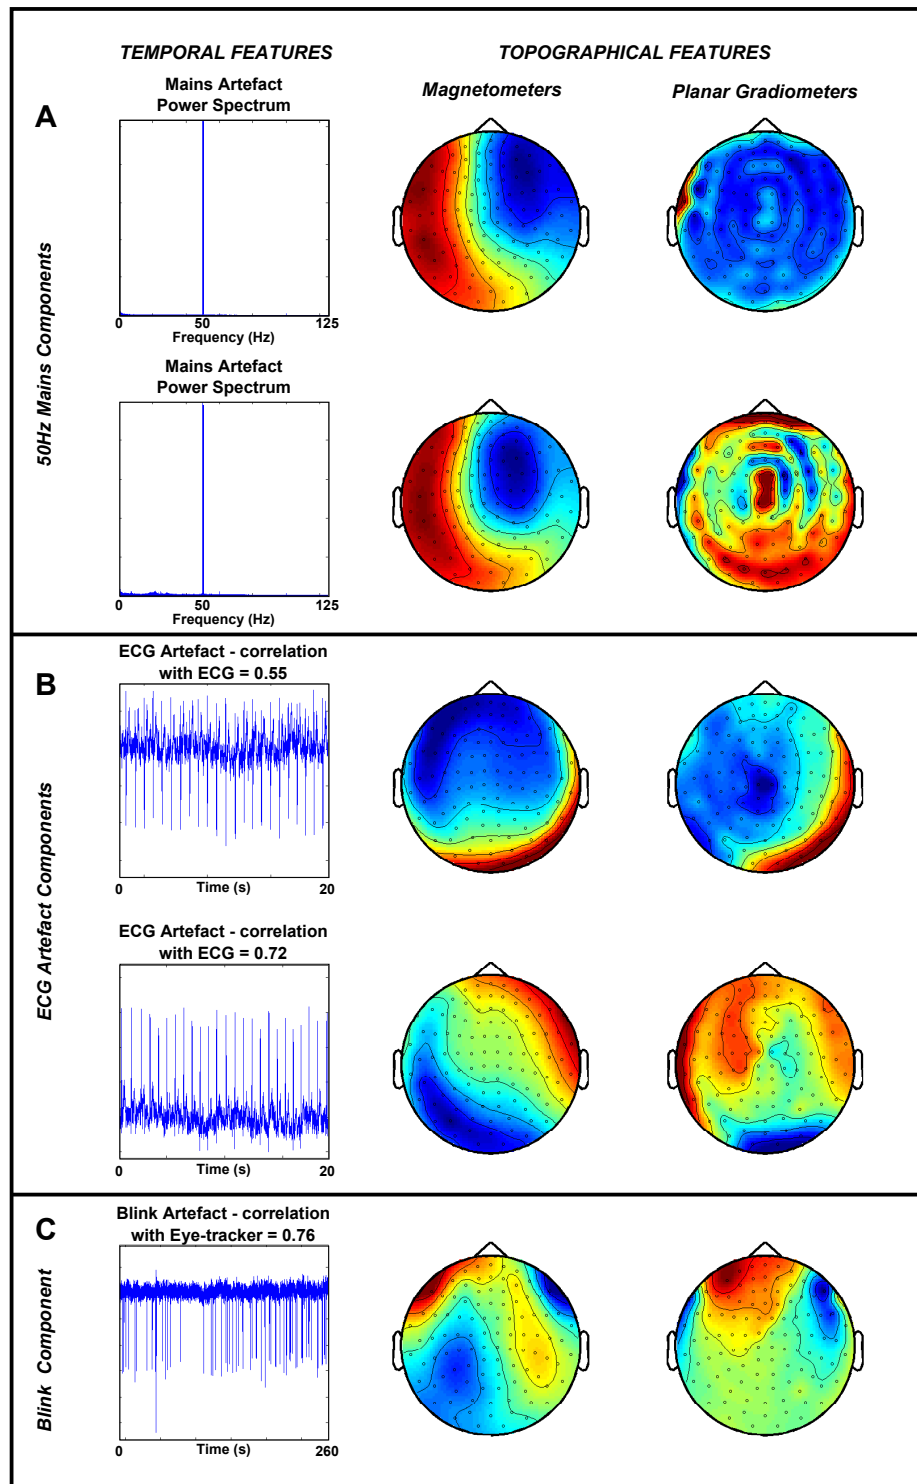 TEMPORAL FEATURES
TOPOGRAPHICAL FEATURES
Magnetometers
Planar Gradiometers
A
50Hz Mains Components
Mains Artefact
Power Spectrum
0 50 125
Frequency (Hz)
Mains Artefact
Power Spectrum
0 50 125
Frequency (Hz)
B
ECG Artefact Components
ECG Artefact - correlation
with ECG = 0.55
0 20
Time (s)
ECG Artefact - correlation
with ECG = 0.72
0 20
Time (s)
C
Blink Component
Blink Artefact - correlation
with Eye-tracker = 0.76
0 260
Time (s)